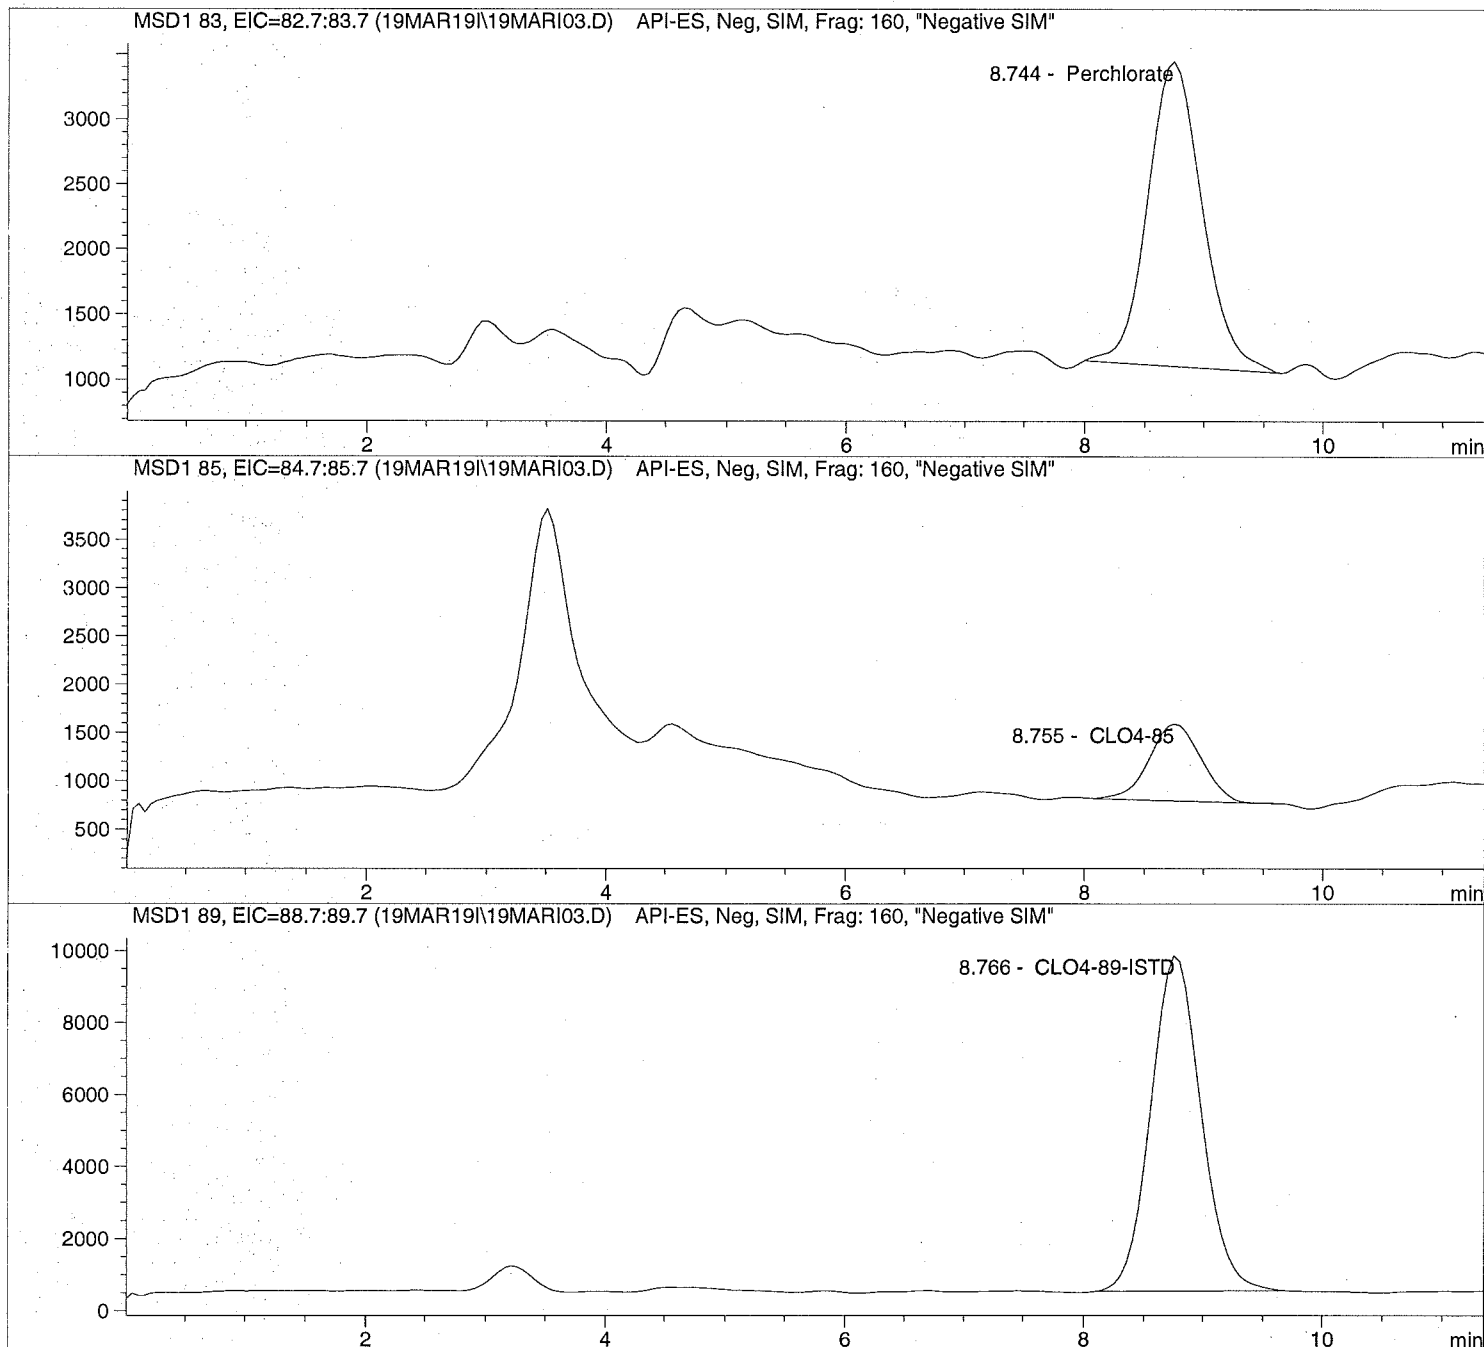 MSD1 83, EIC=82.7:83.7 (19MAR19I\19MARI03.D) API-ES, Neg, SIM, Frag: 160, "Negative SIM"
8.744 - Perchlorate
3000
2500
2000
1500
1000
2 4 6 8 10 min
MSD1 85, EIC=84.7:85.7 (19MAR19I\19MARI03.D) API-ES, Neg, SIM, Frag: 160, "Negative SIM"
3500
3000
2500
2000
1500
8.755 - CLO4-85
1000
500
2 4 6 8 10 min
MSD1 89, EIC=88.7:89.7 (19MAR19I\19MARI03.D) API-ES, Neg, SIM, Frag: 160, "Negative SIM"
10000
8.766 - CLO4-89-ISTD
8000
6000
4000
2000
0
2 4 6 8 10 min